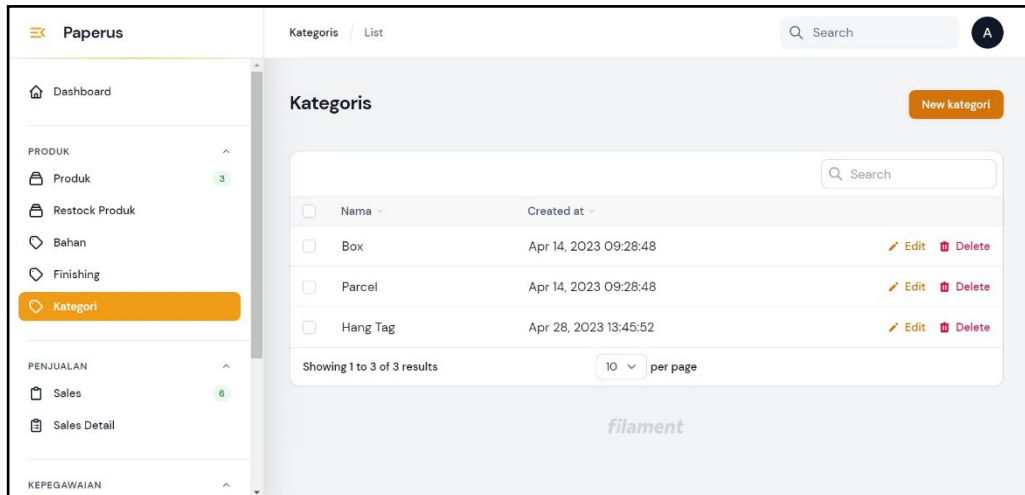 Paperus
Kategoris / List
Search
A
Dashboard
PRODUK
Produk 3
Restock Produk
Bahan
Finishing
Kategori
PENJUALAN
Sales 6
Sales Detail
KEPEGAWAIAN
Kategoris
New kategori
Search
Nama Created at
Box Apr 14, 2023 09:28:48 Edit Delete
Parcel Apr 14, 2023 09:28:48 Edit Delete
Hang Tag Apr 28, 2023 13:45:52 Edit Delete
Showing 1 to 3 of 3 results 10 per page
filament